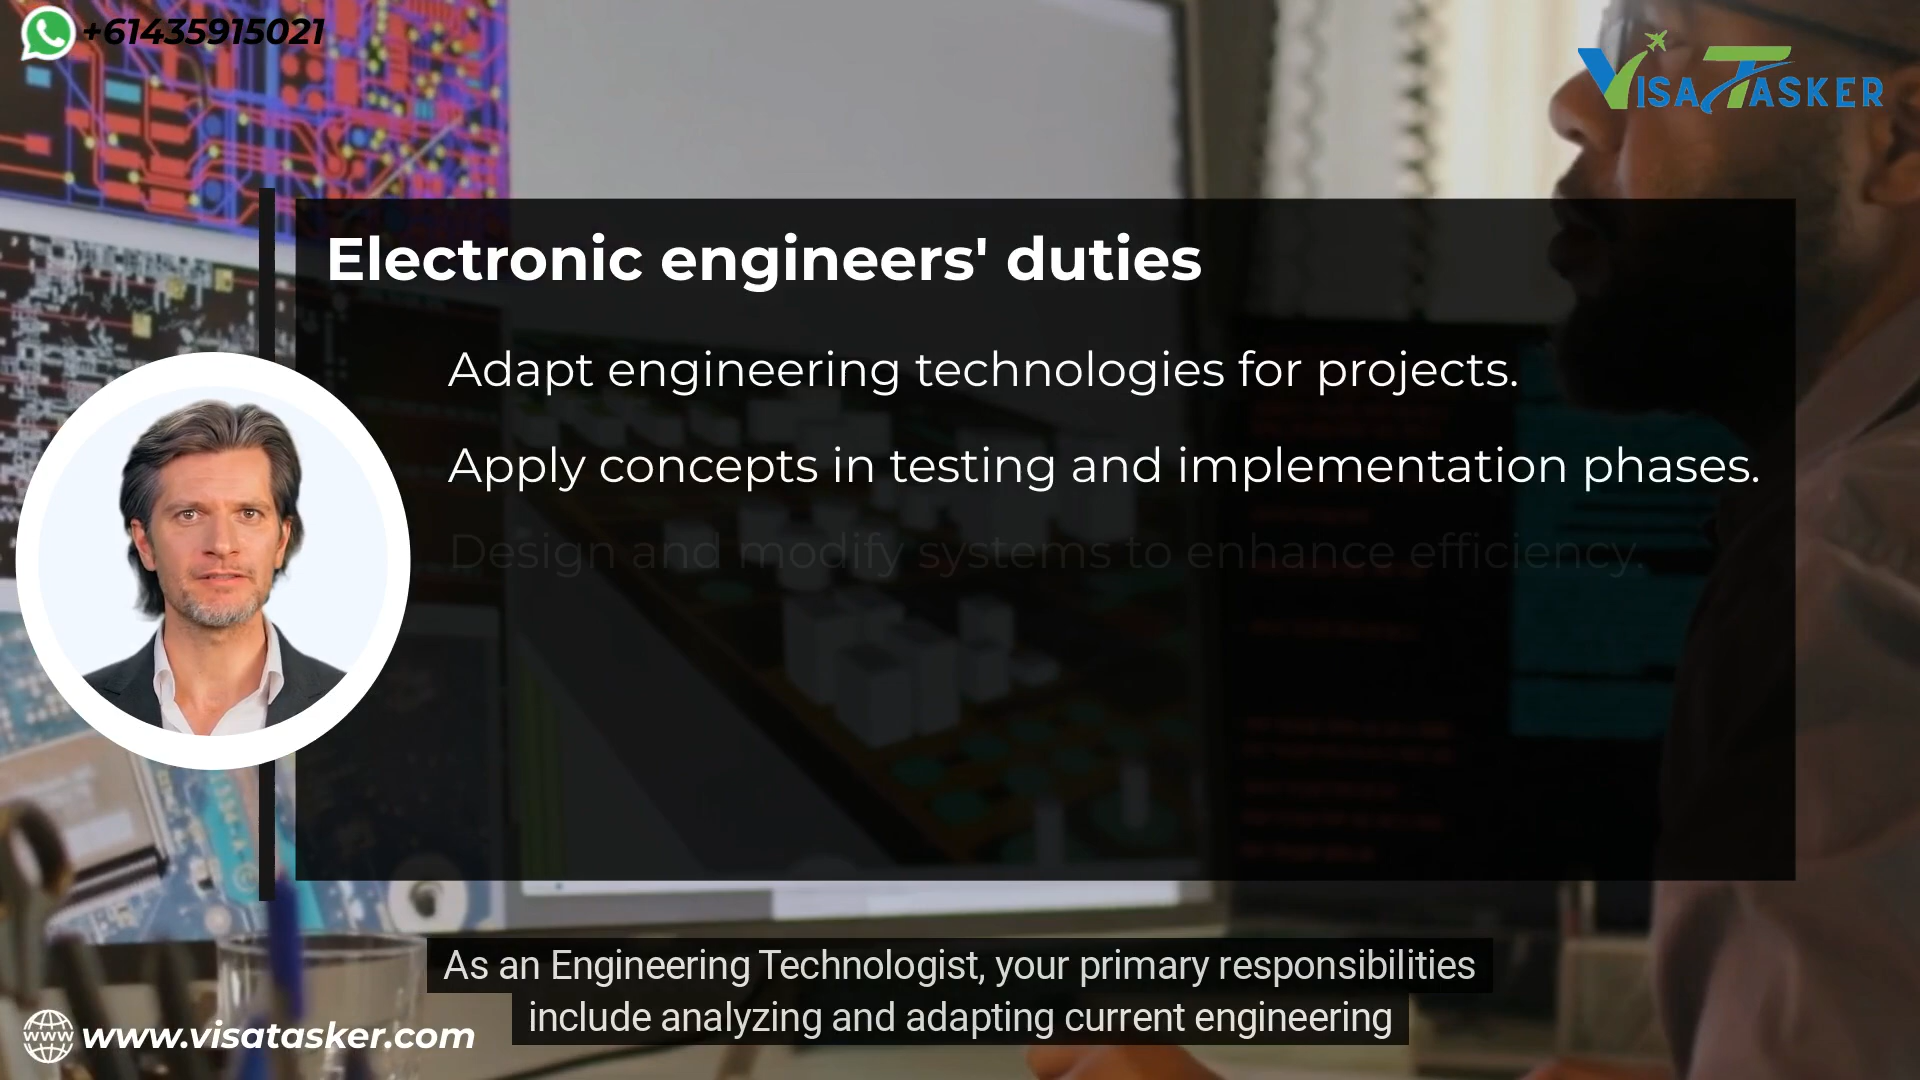 +61435915021
VISA TASKER
Electronic engineers' duties
Adapt engineering technologies for projects.
Apply concepts in testing and implementation phases.
Design and modify systems to enhance efficiency.
As an Engineering Technologist, your primary responsibilities
include analyzing and adapting current engineering
www.visatasker.com